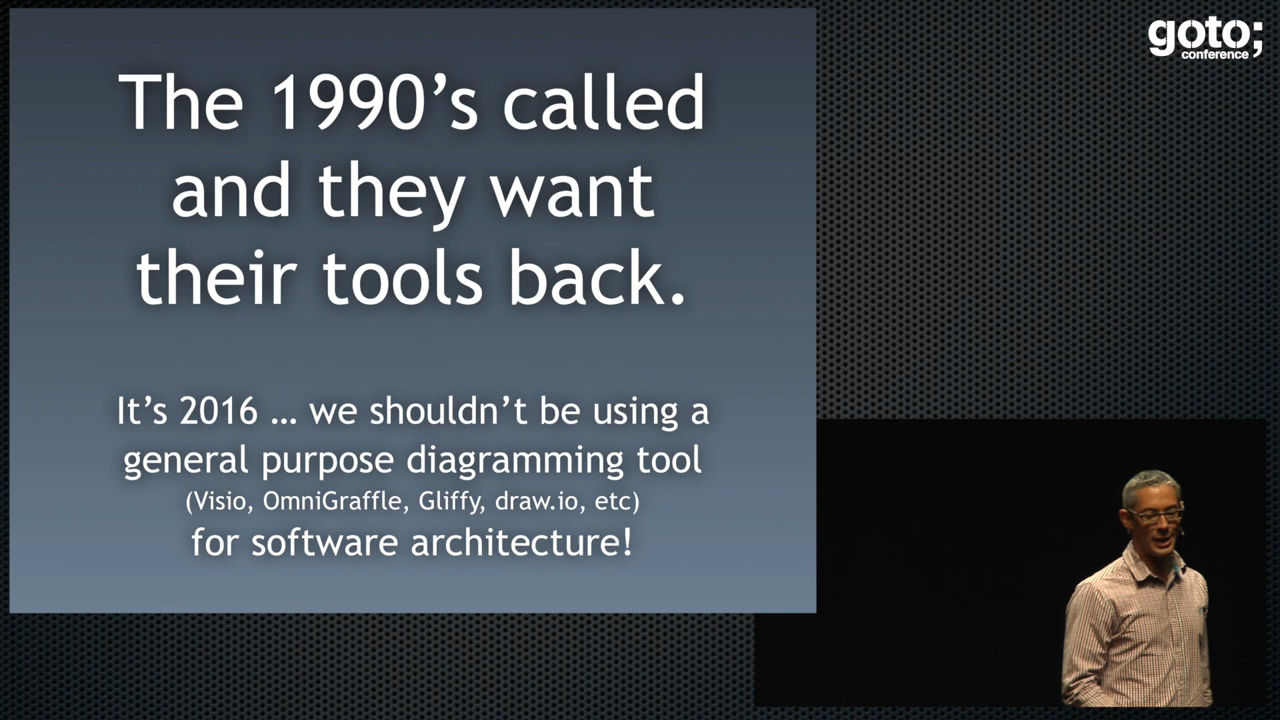 goto;
conference
The 1990’s called
and they want
their tools back.
It’s 2016 ... we shouldn’t be using a
general purpose diagramming tool
(Visio, OmniGraffle, Gliffy, draw.io, etc)
for software architecture!